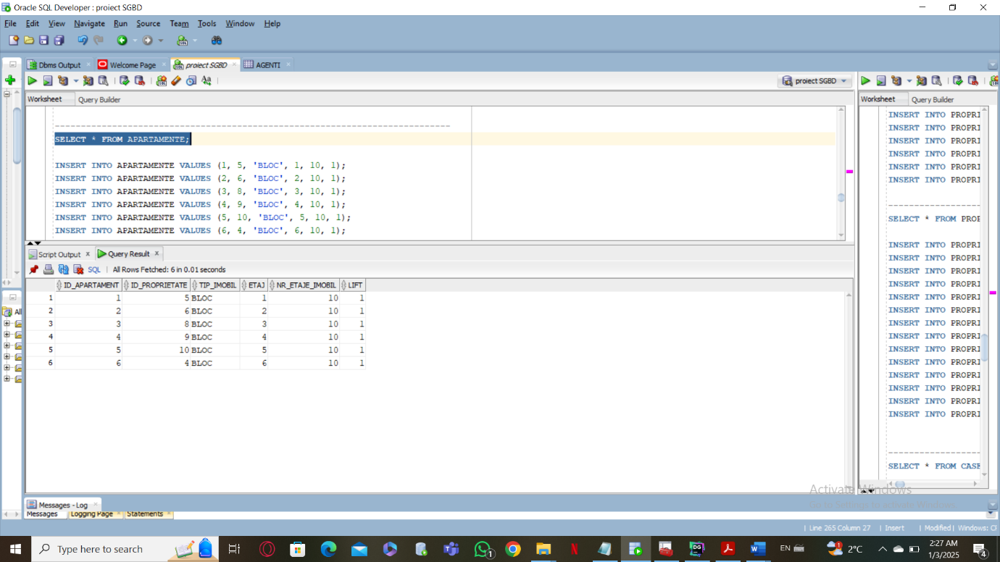 Oracle SQL Developer : proiect SGBD
File Edit View Navigate Run Source Team Tools Window Help
Dbms Output Welcome Page proiect SGBD AGENTI
proiect SGBD
Worksheet Query Builder
------------------------------------------------------------------------
SELECT * FROM APARTAMENTE;
INSERT INTO APARTAMENTE VALUES (1, 5, 'BLOC', 1, 10, 1);
INSERT INTO APARTAMENTE VALUES (2, 6, 'BLOC', 2, 10, 1);
INSERT INTO APARTAMENTE VALUES (3, 8, 'BLOC', 3, 10, 1);
INSERT INTO APARTAMENTE VALUES (4, 9, 'BLOC', 4, 10, 1);
INSERT INTO APARTAMENTE VALUES (5, 10, 'BLOC', 5, 10, 1);
INSERT INTO APARTAMENTE VALUES (6, 4, 'BLOC', 6, 10, 1);
Script Output x Query Result x
SQL | All Rows Fetched: 6 in 0.01 seconds
ID_APARTAMENT ID_PROPRIETATE TIP_IMOBIL ETAJ NR_ETAJE_IMOBIL LIFT
1 1 5 BLOC 1 10 1
2 2 6 BLOC 2 10 1
3 3 8 BLOC 3 10 1
4 4 9 BLOC 4 10 1
5 5 10 BLOC 5 10 1
6 6 4 BLOC 6 10 1
All
Worksheet Query Builder
INSERT INTO PROPRI
INSERT INTO PROPRI
INSERT INTO PROPRI
INSERT INTO PROPRI
INSERT INTO PROPRI
INSERT INTO PROPRI
------------------
SELECT * FROM PROP
INSERT INTO PROPRI
INSERT INTO PROPRI
INSERT INTO PROPRI
INSERT INTO PROPRI
INSERT INTO PROPRI
INSERT INTO PROPRI
INSERT INTO PROPRI
INSERT INTO PROPRI
INSERT INTO PROPRI
INSERT INTO PROPRI
INSERT INTO PROPRI
INSERT INTO PROPRI
INSERT INTO PROPRI
INSERT INTO PROPRI
------------------
SELECT * FROM CASE
Activate Windows
Go to Settings to activate Windows.
Messages - Log
Messages Logging Page x Statements x
Line 265 Column 27 | Insert | Modified | Windows: CF
Type here to search
1
EN
2°C
2:27 AM
1/3/2025
4